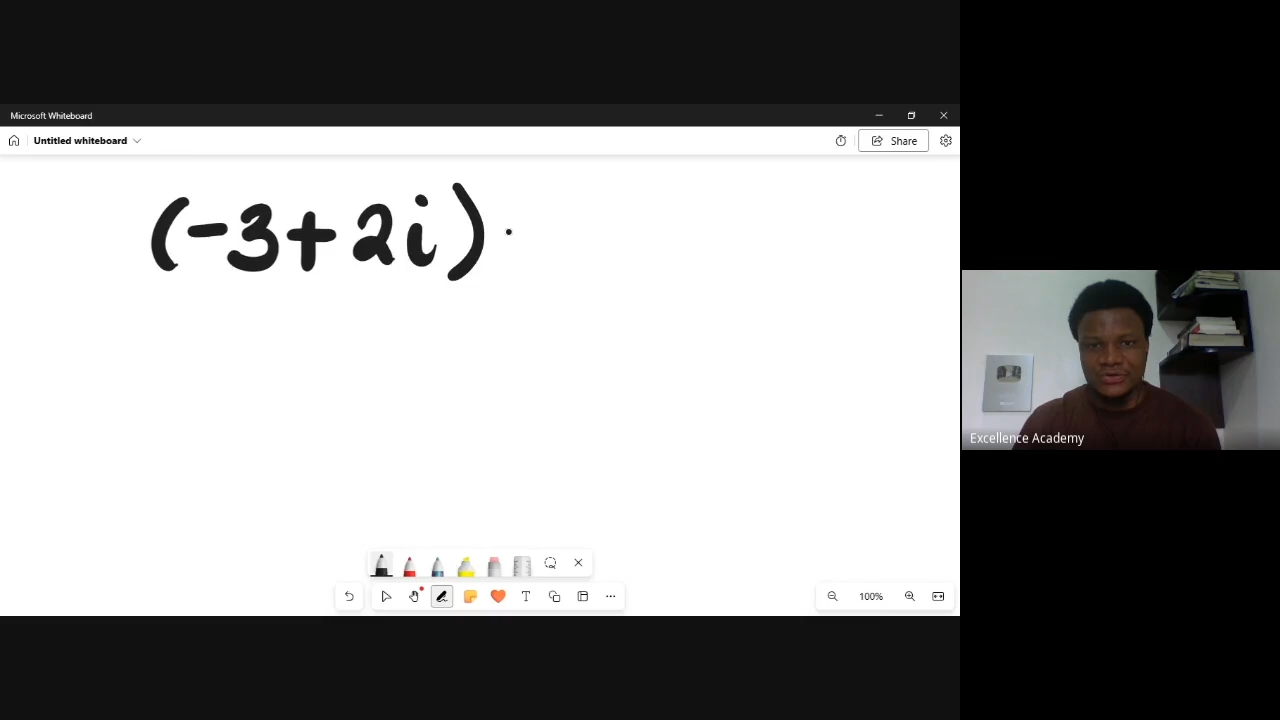 Microsoft Whiteboard
Untitled whiteboard
Share
(-3+2i)
Excellence Academy
100%